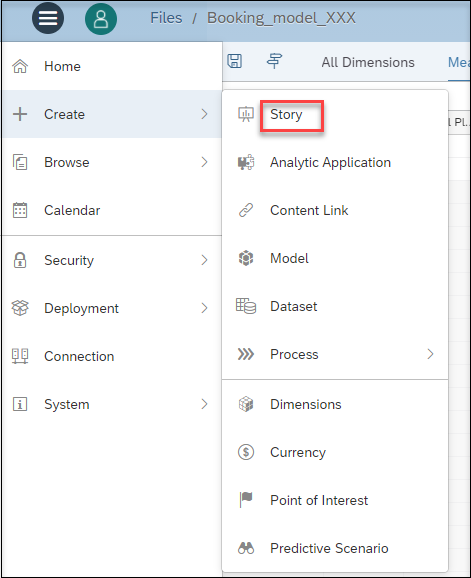 Files / Booking_model_XXX
Home
Create
Browse
Calendar
Security
Deployment
Connection
System
All Dimensions
Mea
l Pl...
Story
Analytic Application
Content Link
Model
Dataset
Process
Dimensions
Currency
Point of Interest
Predictive Scenario